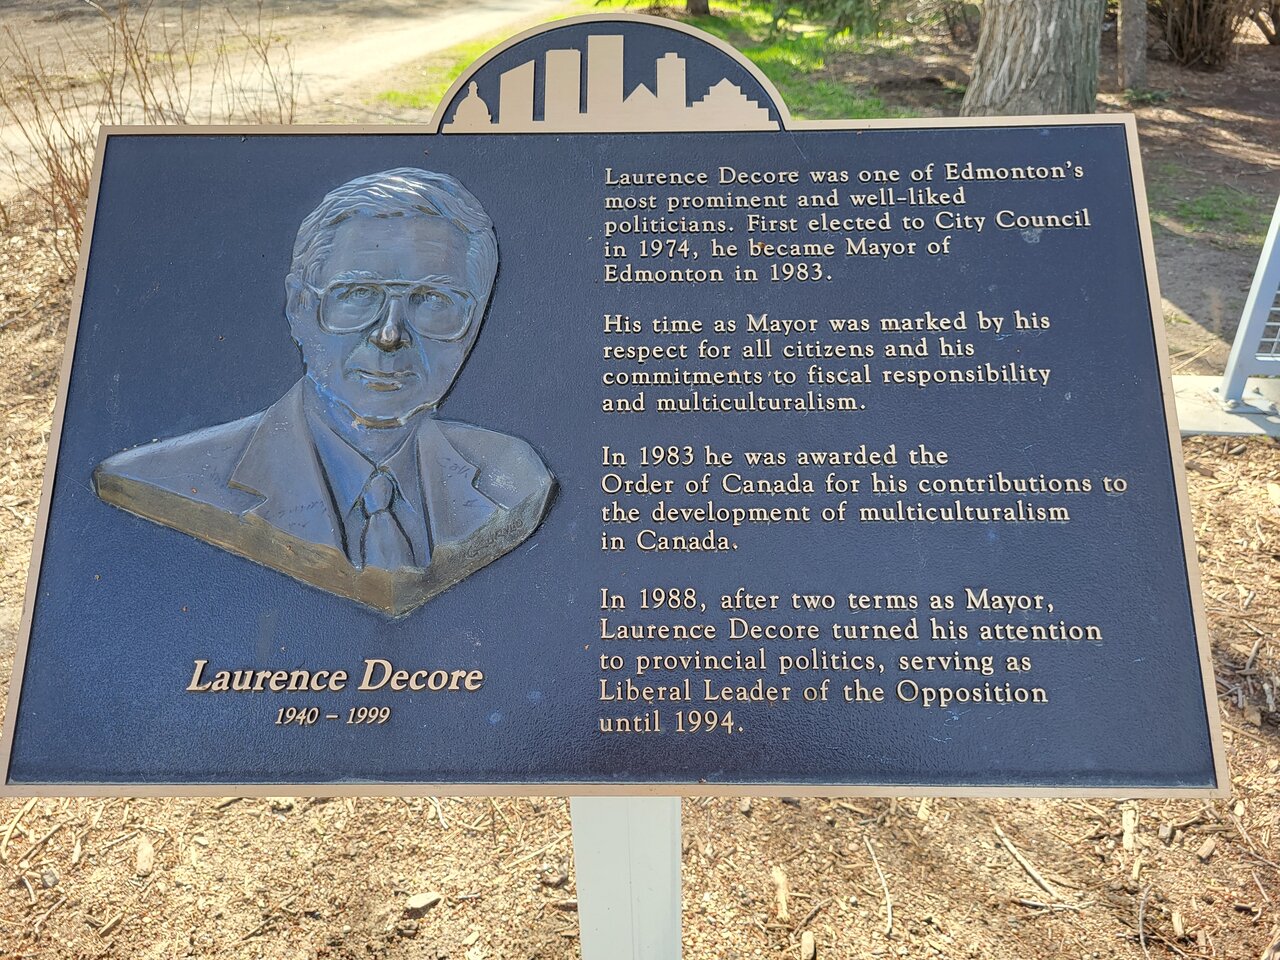 Laurence Decore was one of Edmonton's
most prominent and well-liked
politicians. First elected to City Council
in 1974, he became Mayor of
Edmonton in 1983.
His time as Mayor was marked by his
respect for all citizens and his
commitments to fiscal responsibility
and multiculturalism.
In 1983 he was awarded the
Order of Canada for his contributions to
the development of multiculturalism
in Canada.
In 1988, after two terms as Mayor,
Laurence Decore turned his attention
to provincial politics, serving as
Liberal Leader of the Opposition
until 1994.
Laurence Decore
1940 – 1999